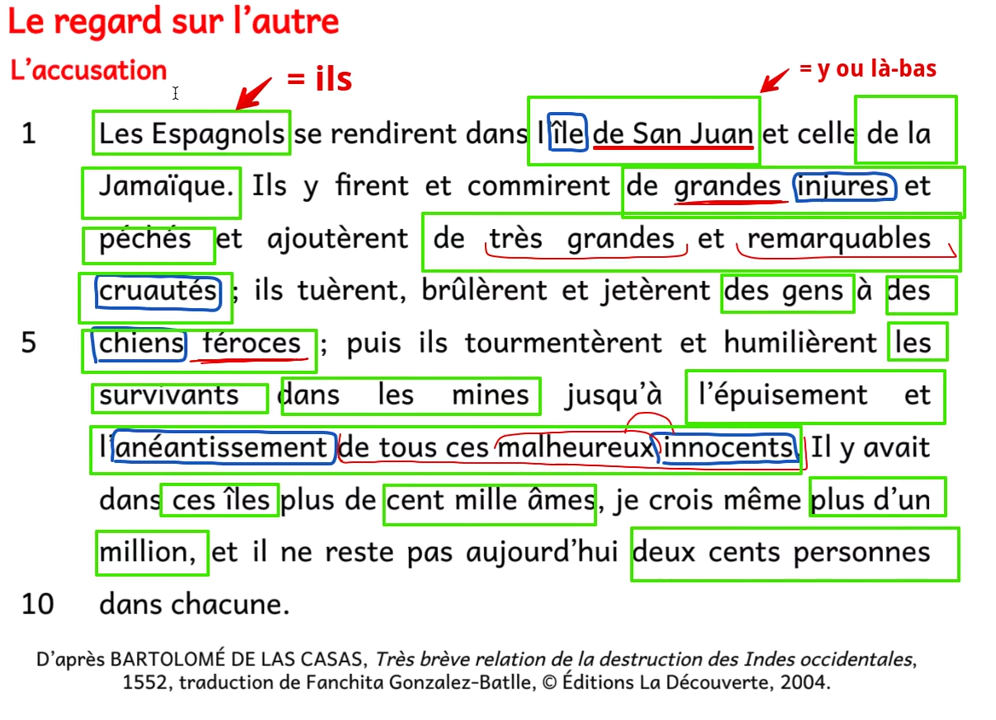 Le regard sur l'autre
L'accusation
= ils
= y ou là-bas
1 Les Espagnols se rendirent dans l'île de San Juan et celle de la
Jamaïque. Ils y firent et commirent de grandes injures et
péchés et ajoutèrent de très grandes et remarquables
cruautés ; ils tuèrent, brûlèrent et jetèrent des gens à des
5 chiens féroces ; puis ils tourmentèrent et humilièrent les
survivants dans les mines jusqu'à l'épuisement et
l'anéantissement de tous ces malheureux innocents. Il y avait
dans ces îles plus de cent mille âmes, je crois même plus d'un
million, et il ne reste pas aujourd'hui deux cents personnes
10 dans chacune.
D'après BARTOLOMÉ DE LAS CASAS, Très brève relation de la destruction des Indes occidentales,
1552, traduction de Fanchita Gonzalez-Batlle, © Éditions La Découverte, 2004.